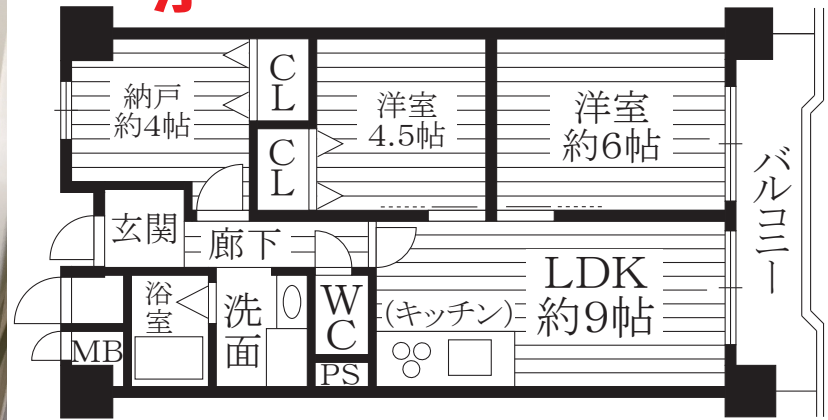 納戸
約4帖
CL
CL
洋室
4.5帖
洋室
約6帖
バルコニー
玄関
廊下
浴室
洗面
WC
(キッチン)
LDK
約9帖
MB
PS